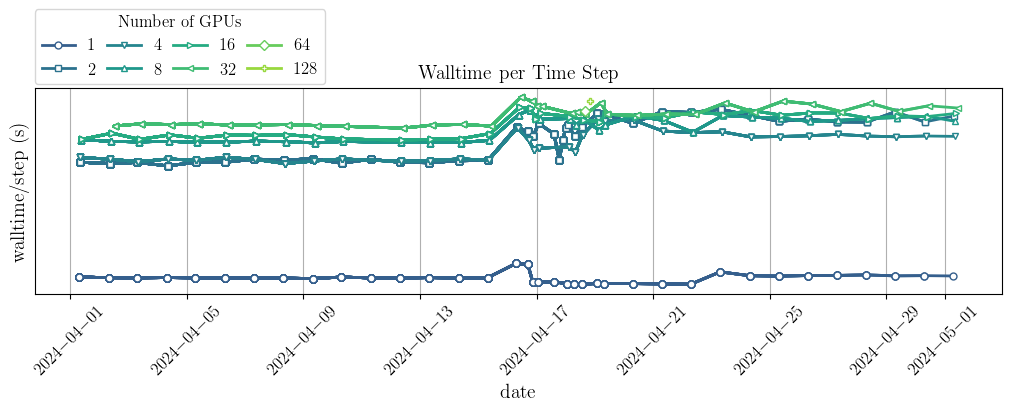 Number of GPUs
1 4 16 64
2 8 32 128
Walltime per Time Step
walltime/step (s)
2024−04−01 2024−04−05 2024−04−09 2024−04−13 2024−04−17 2024−04−21 2024−04−25 2024−04−29 2024−05−01
date